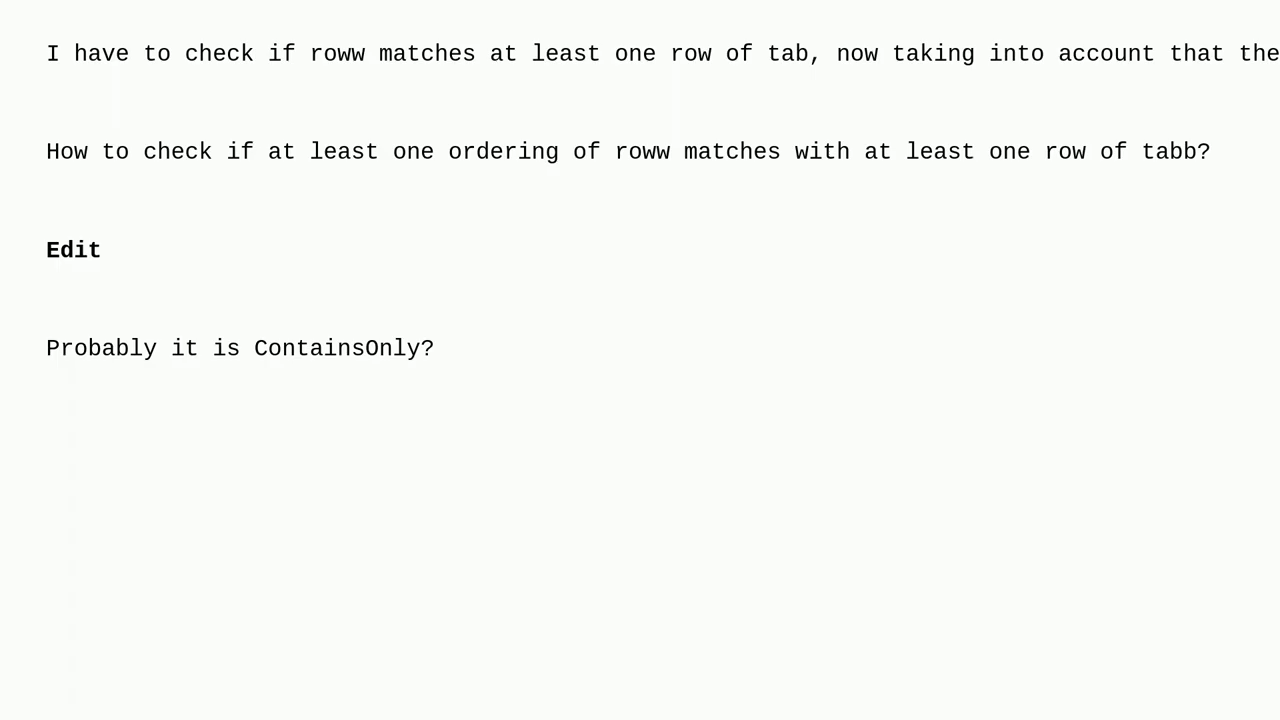 I have to check if roww matches at least one row of tab, now taking into account that the
How to check if at least one ordering of roww matches with at least one row of tabb?
Edit
Probably it is ContainsOnly?